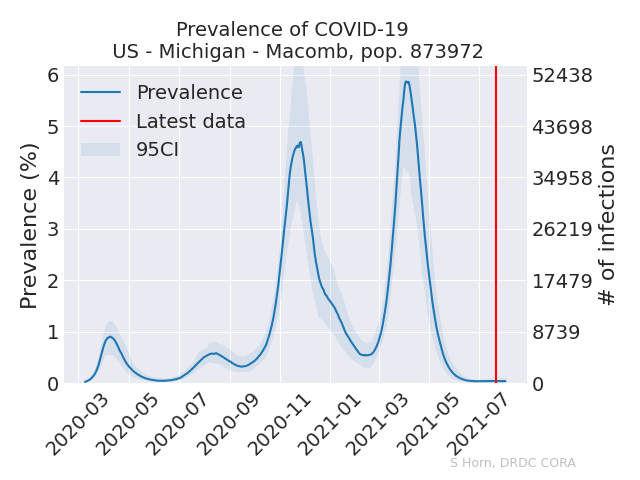 Prevalence of COVID-19
US - Michigan - Macomb, pop. 873972
Prevalence
Latest data
95CI
Prevalence (%)
6
5
4
3
2
1
0
52438
43698
34958
26219
17479
8739
0
# of infections
2020-03
2020-05
2020-07
2020-09
2020-11
2021-01
2021-03
2021-05
2021-07
S Horn, DRDC CORA